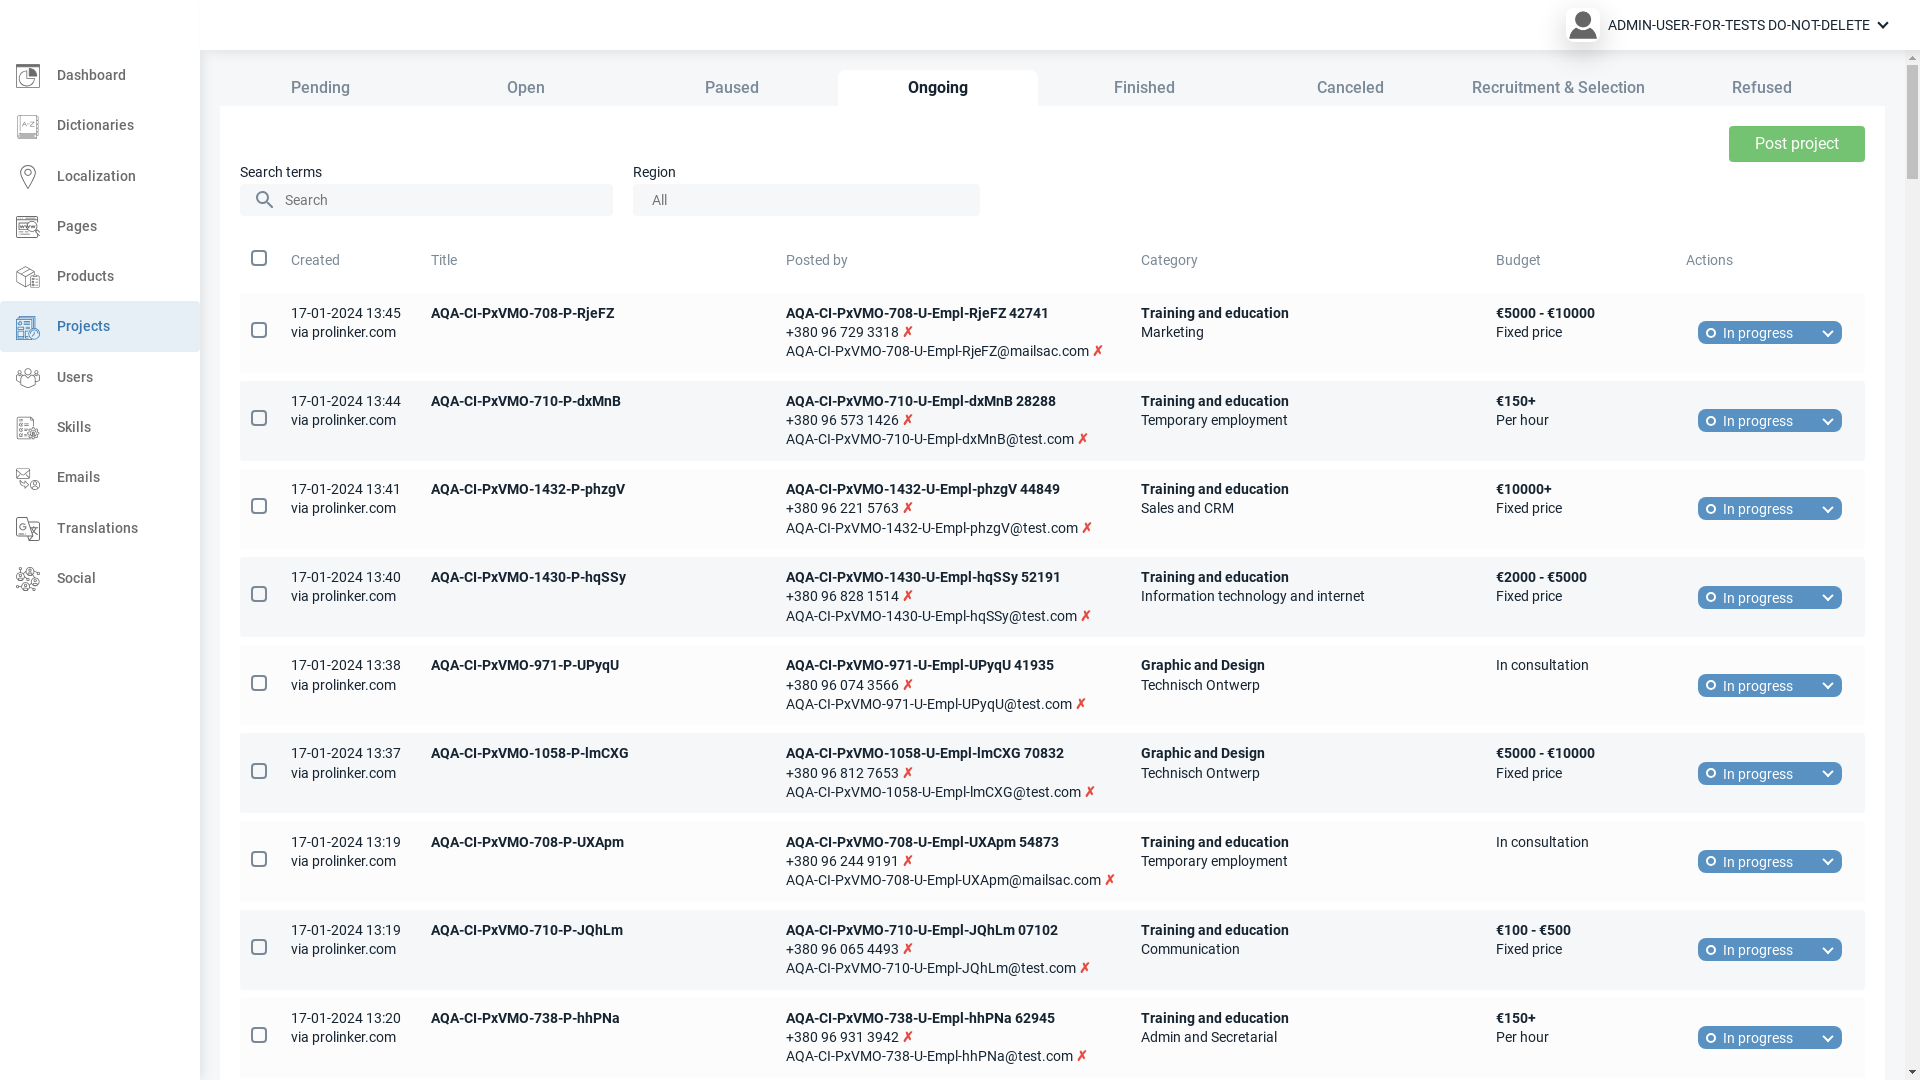 ADMIN-USER-FOR-TESTS DO-NOT-DELETE
Dashboard
Dictionaries
Localization
Pages
Products
Projects
Users
Skills
Emails
Translations
Social
Pending
Open
Paused
Ongoing
Finished
Canceled
Recruitment & Selection
Refused
Post project
Search terms
Region
Search
All
Created
Title
Posted by
Category
Budget
Actions
17-01-2024 13:45
via prolinker.com
AQA-CI-PxVMO-708-P-RjeFZ
AQA-CI-PxVMO-708-U-Empl-RjeFZ 42741
+380 96 729 3318 ✗
AQA-CI-PxVMO-708-U-Empl-RjeFZ@mailsac.com ✗
Training and education
Marketing
€5000 - €10000
Fixed price
In progress
17-01-2024 13:44
via prolinker.com
AQA-CI-PxVMO-710-P-dxMnB
AQA-CI-PxVMO-710-U-Empl-dxMnB 28288
+380 96 573 1426 ✗
AQA-CI-PxVMO-710-U-Empl-dxMnB@test.com ✗
Training and education
Temporary employment
€150+
Per hour
In progress
17-01-2024 13:41
via prolinker.com
AQA-CI-PxVMO-1432-P-phzgV
AQA-CI-PxVMO-1432-U-Empl-phzgV 44849
+380 96 221 5763 ✗
AQA-CI-PxVMO-1432-U-Empl-phzgV@test.com ✗
Training and education
Sales and CRM
€10000+
Fixed price
In progress
17-01-2024 13:40
via prolinker.com
AQA-CI-PxVMO-1430-P-hqSSy
AQA-CI-PxVMO-1430-U-Empl-hqSSy 52191
+380 96 828 1514 ✗
AQA-CI-PxVMO-1430-U-Empl-hqSSy@test.com ✗
Training and education
Information technology and internet
€2000 - €5000
Fixed price
In progress
17-01-2024 13:38
via prolinker.com
AQA-CI-PxVMO-971-P-UPyqU
AQA-CI-PxVMO-971-U-Empl-UPyqU 41935
+380 96 074 3566 ✗
AQA-CI-PxVMO-971-U-Empl-UPyqU@test.com ✗
Graphic and Design
Technisch Ontwerp
In consultation
In progress
17-01-2024 13:37
via prolinker.com
AQA-CI-PxVMO-1058-P-lmCXG
AQA-CI-PxVMO-1058-U-Empl-lmCXG 70832
+380 96 812 7653 ✗
AQA-CI-PxVMO-1058-U-Empl-lmCXG@test.com ✗
Graphic and Design
Technisch Ontwerp
€5000 - €10000
Fixed price
In progress
17-01-2024 13:19
via prolinker.com
AQA-CI-PxVMO-708-P-UXApm
AQA-CI-PxVMO-708-U-Empl-UXApm 54873
+380 96 244 9191 ✗
AQA-CI-PxVMO-708-U-Empl-UXApm@mailsac.com ✗
Training and education
Temporary employment
In consultation
In progress
17-01-2024 13:19
via prolinker.com
AQA-CI-PxVMO-710-P-JQhLm
AQA-CI-PxVMO-710-U-Empl-JQhLm 07102
+380 96 065 4493 ✗
AQA-CI-PxVMO-710-U-Empl-JQhLm@test.com ✗
Training and education
Communication
€100 - €500
Fixed price
In progress
17-01-2024 13:20
via prolinker.com
AQA-CI-PxVMO-738-P-hhPNa
AQA-CI-PxVMO-738-U-Empl-hhPNa 62945
+380 96 931 3942 ✗
AQA-CI-PxVMO-738-U-Empl-hhPNa@test.com ✗
Training and education
Admin and Secretarial
€150+
Per hour
In progress